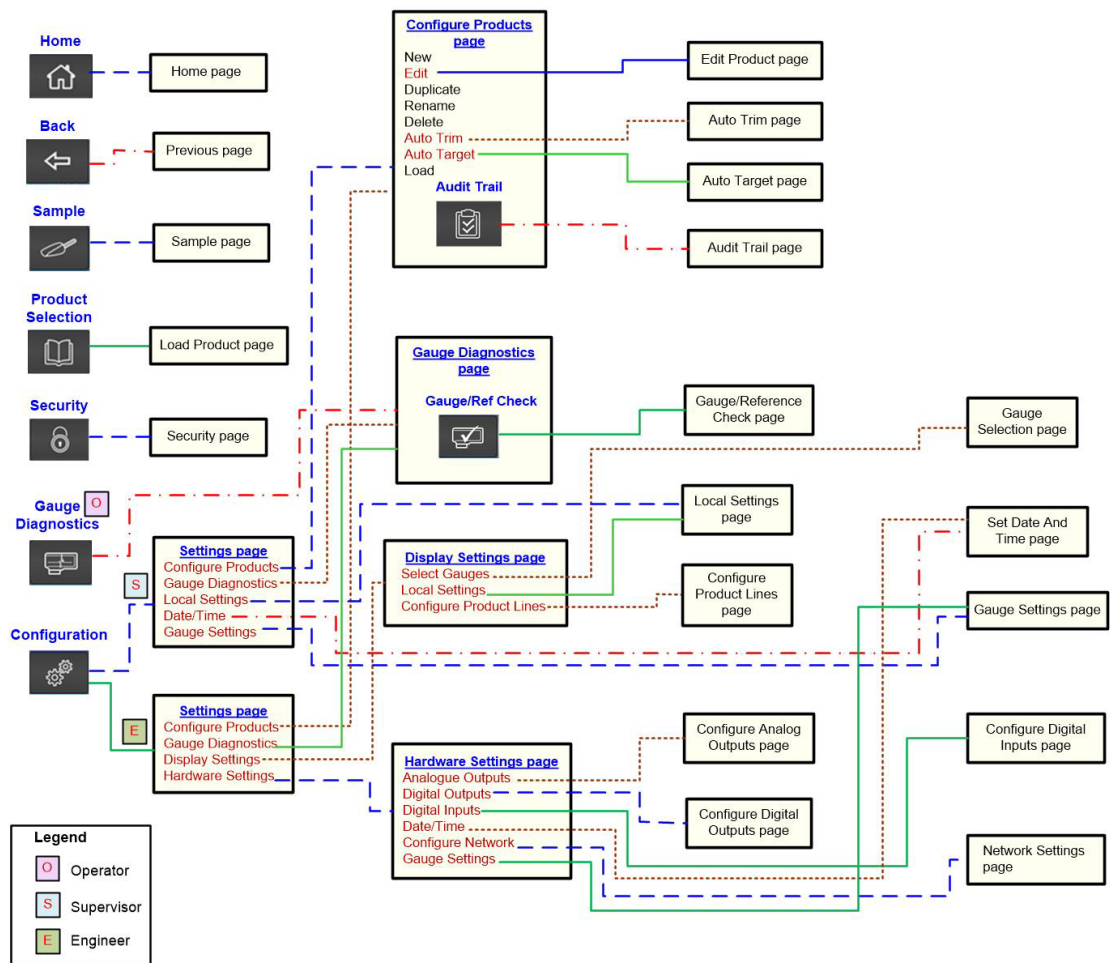 Home
Home page
Back
Previous page
Sample
Sample page
Product
Selection
Load Product page
Security
Security page
Gauge
Diagnostics
O
Configuration
S
Settings page
Configure Products
Gauge Diagnostics
Local Settings
Date/Time
Gauge Settings
E
Settings page
Configure Products
Gauge Diagnostics
Display Settings
Hardware Settings
Configure Products
page
New
Edit
Duplicate
Rename
Delete
Auto Trim
Auto Target
Load
Audit Trail
Edit Product page
Auto Trim page
Auto Target page
Audit Trail page
Gauge Diagnostics
page
Gauge/Ref Check
Gauge/Reference
Check page
Display Settings page
Select Gauges
Local Settings
Configure Product Lines
Gauge
Selection page
Local Settings
page
Configure
Product Lines
page
Set Date And
Time page
Gauge Settings page
Hardware Settings page
Analogue Outputs
Digital Outputs
Digital Inputs
Date/Time
Configure Network
Gauge Settings
Configure Analog
Outputs page
Configure Digital
Outputs page
Configure Digital
Inputs page
Network Settings
page
Legend
O Operator
S Supervisor
E Engineer